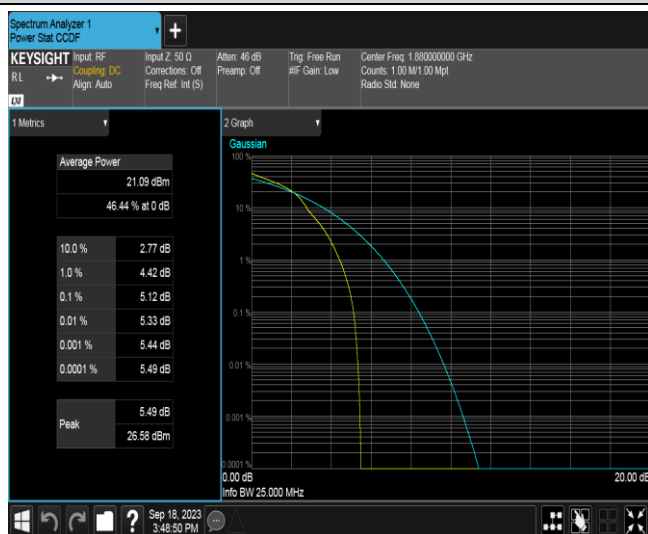 Spectrum Analyzer 1
Power Stat CCDF
KEYSIGHT
R L
LXI
Input: RF
Coupling: DC
Align: Auto
Input Z: 50 Ω
Corrections: Off
Freq Ref: Int (S)
Atten: 46 dB
Preamp: Off
Trig: Free Run
#IF Gain: Low
Center Freq: 1.880000000 GHz
Counts: 1.00 M/1.00 Mpt
Radio Std: None
1 Metrics
Average Power
21.09 dBm
46.44 % at 0 dB
10.0 % 2.77 dB
1.0 % 4.42 dB
0.1 % 5.12 dB
0.01 % 5.33 dB
0.001 % 5.44 dB
0.0001 % 5.49 dB
Peak
5.49 dB
26.58 dBm
2 Graph
Gaussian
100 %
10 %
1 %
0.1 %
0.01 %
0.001 %
0.0001 %
0.00 dB
20.00 dB
Info BW 25.000 MHz
Sep 18, 2023
3:48:50 PM